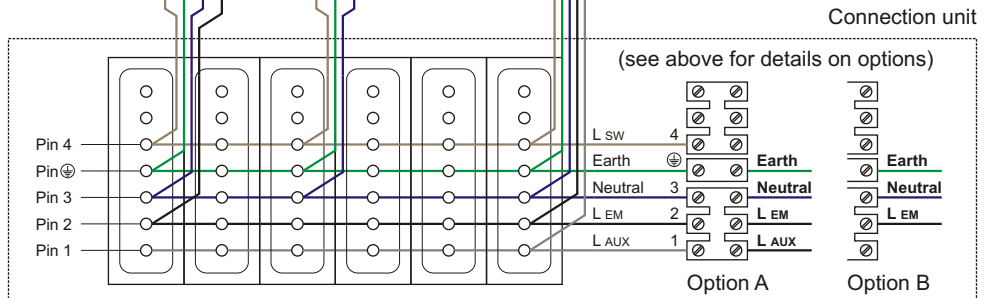 Connection unit
(see above for details on options)
Pin 4
Pin
Pin 3
Pin 2
Pin 1
L SW 4
Earth
Neutral 3
L EM 2
L AUX 1
Earth
Neutral
L EM
L AUX
Option A
Earth
Neutral
L EM
Option B